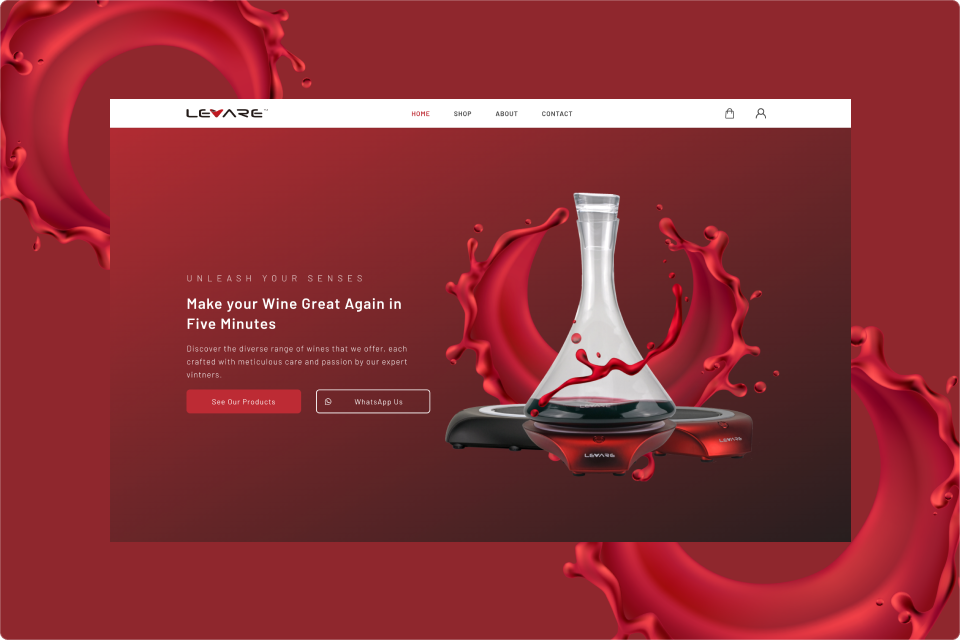 LEVARE
HOME SHOP ABOUT CONTACT
UNLEASH YOUR SENSES
Make your Wine Great Again in
Five Minutes
Discover the diverse range of wines that we offer, each
crafted with meticulous care and passion by our expert
vintners.
See Our Products
WhatsApp Us
LEVARE
LEVARE